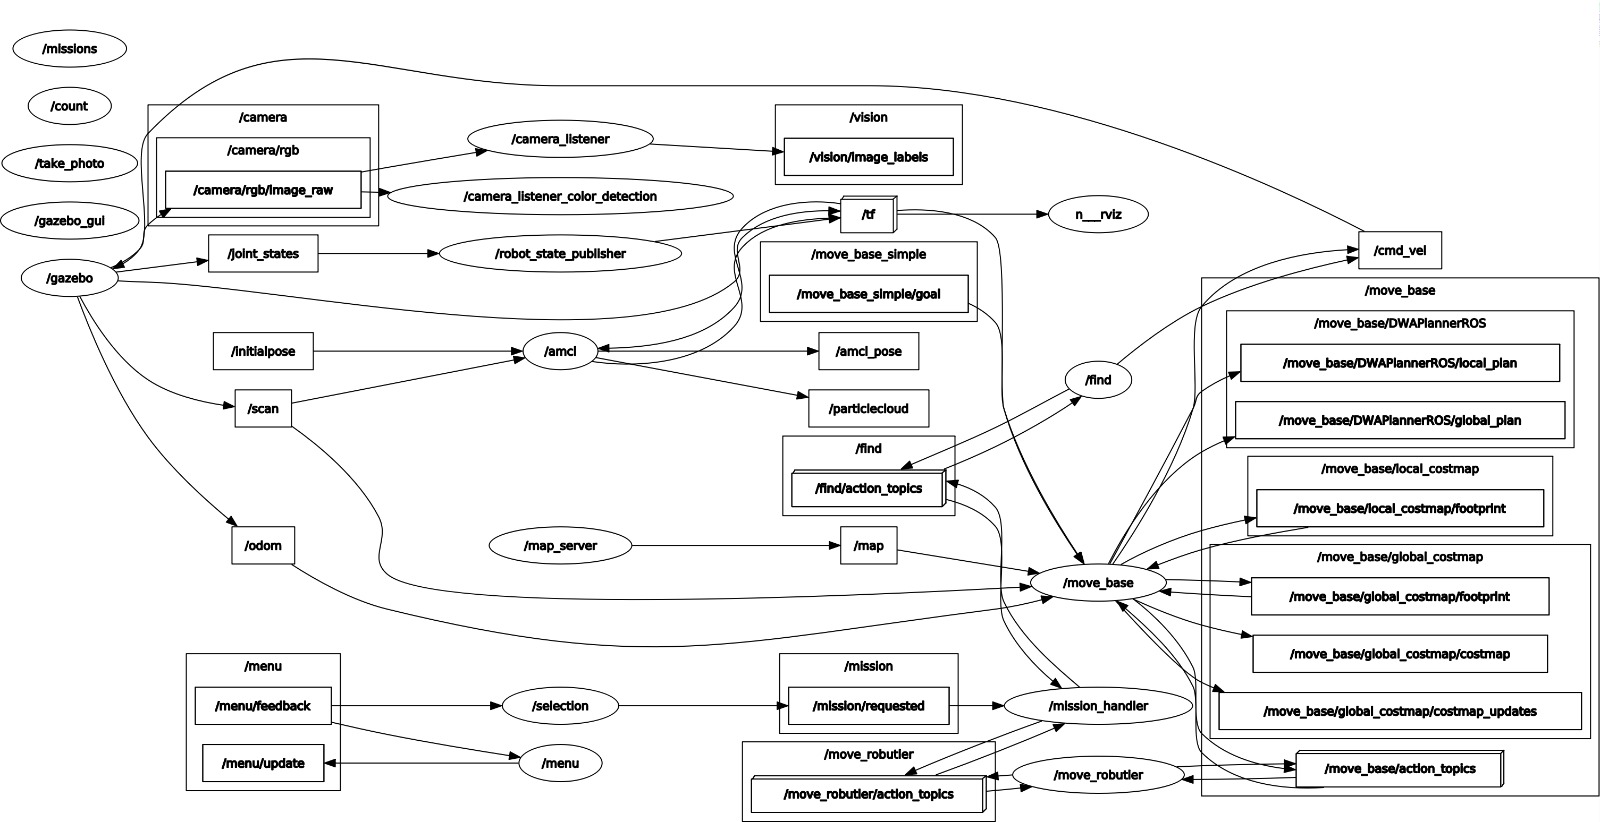 /missions
/count
/take_photo
/gazebo_gui
/gazebo
/camera
/camera/rgb
/camera/rgb/image_raw
/joint_states
/initialpose
/scan
/odom
/menu
/menu/feedback
/menu/update
/camera_listener
/camera_listener_color_detection
/robot_state_publisher
/amcl
/map_server
/selection
/menu
/vision
/vision/image_labels
/tf
/move_base_simple
/move_base_simple/goal
/amcl_pose
/particlecloud
/find
/find/action_topics
/map
/mission
/mission/requested
/move_robutler
/move_robutler/action_topics
n__rviz
/find
/move_base
/mission_handler
/move_robutler
/cmd_vel
/move_base
/move_base/DWAPlannerROS
/move_base/DWAPlannerROS/local_plan
/move_base/DWAPlannerROS/global_plan
/move_base/local_costmap
/move_base/local_costmap/footprint
/move_base/global_costmap
/move_base/global_costmap/footprint
/move_base/global_costmap/costmap
/move_base/global_costmap/costmap_updates
/move_base/action_topics